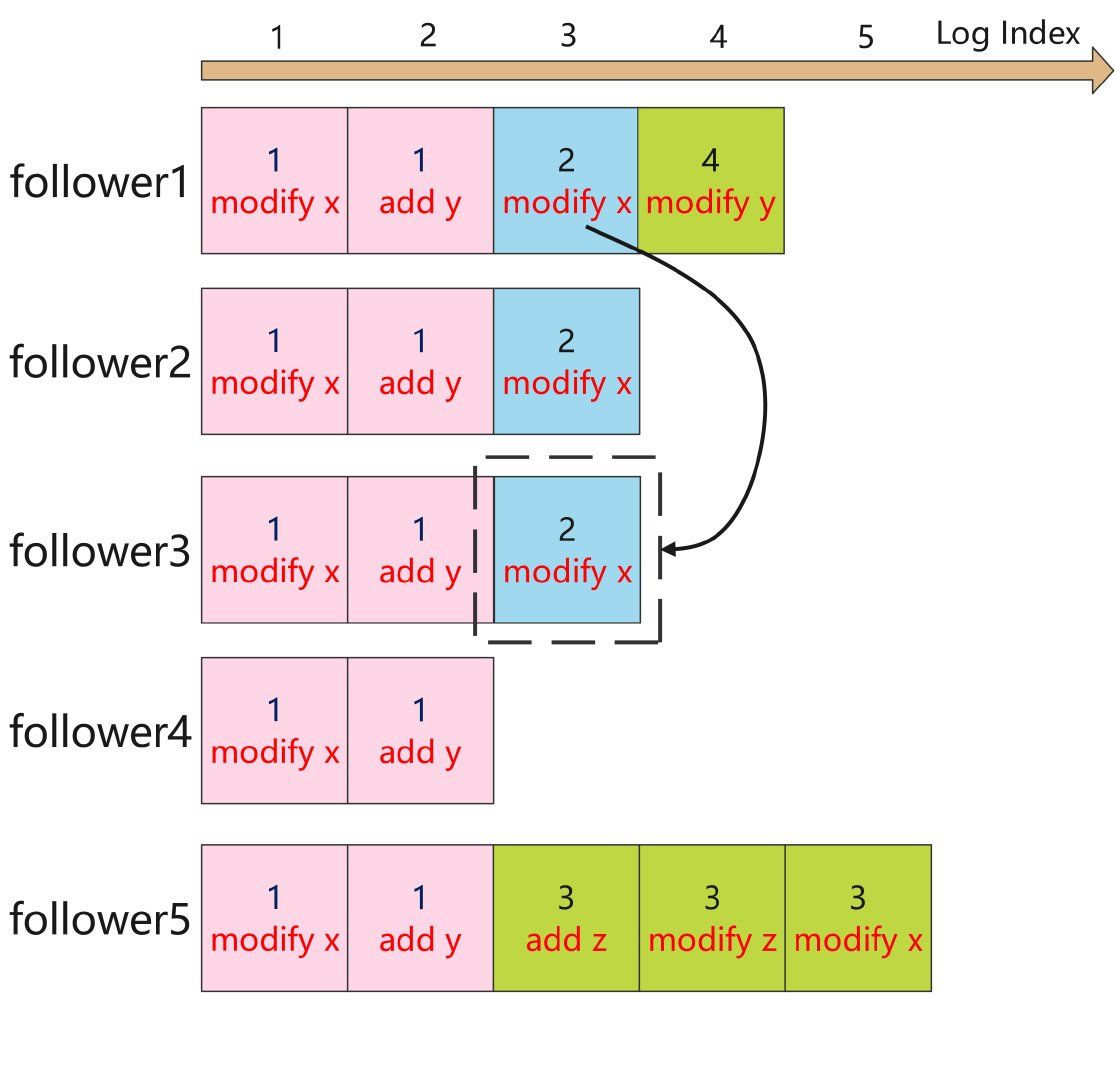 1 2 3 4 5 Log Index
follower1
1 1 2 4
modify x add y modify x modify y
follower2
1 1 2
modify x add y modify x
follower3
1 1 2
modify x add y modify x
follower4
1 1
modify x add y
follower5
1 1 3 3 3
modify x add y add z modify z modify x